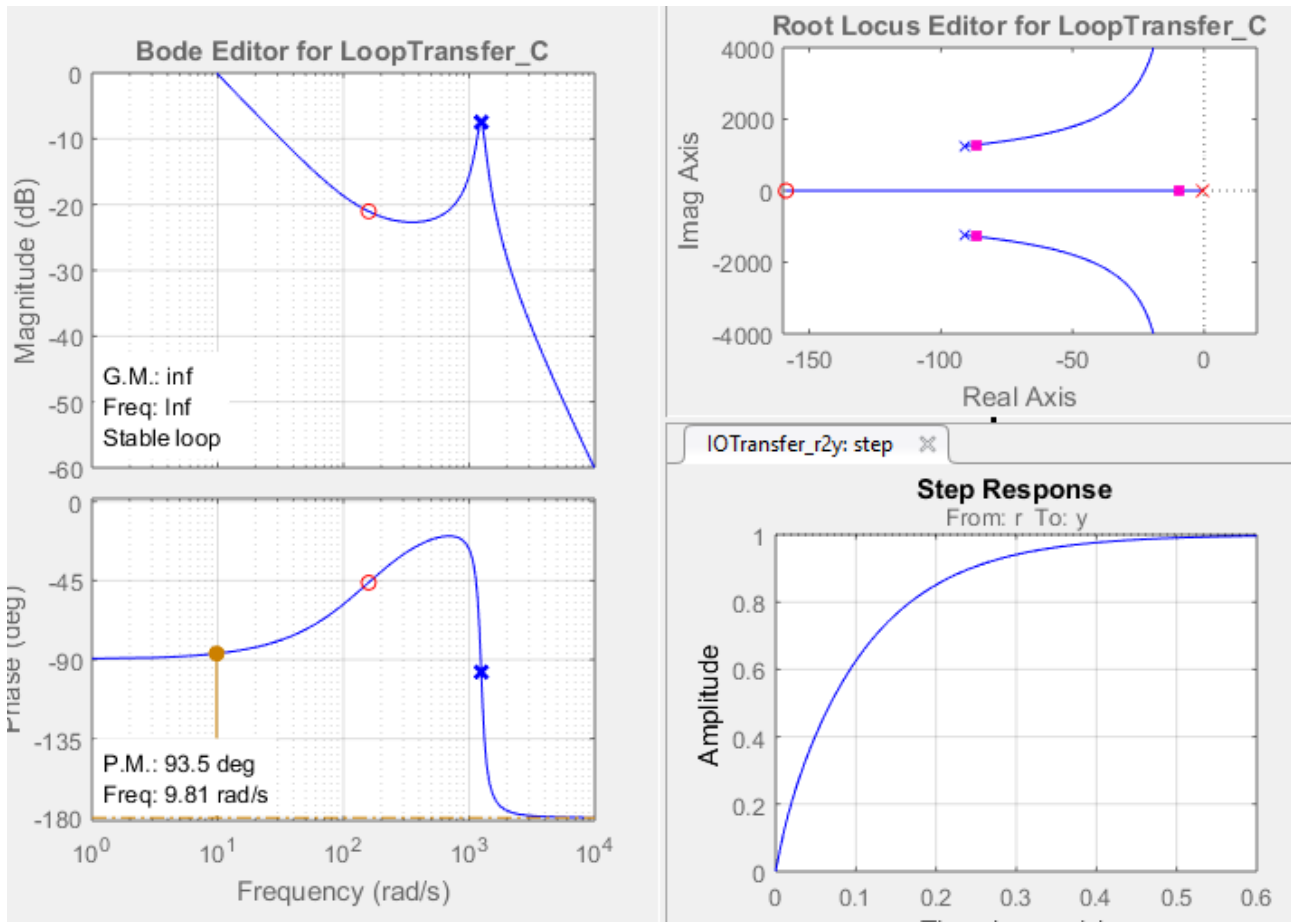 Bode Editor for LoopTransfer_C
0
-10
-20
-30
-40
-50
-60
Magnitude (dB)
G.M.: inf
Freq: Inf
Stable loop
0
-45
-90
-135
-180
Phase (deg)
P.M.: 93.5 deg
Freq: 9.81 rad/s
10^0
10^1
10^2
10^3
10^4
Frequency (rad/s)
Root Locus Editor for LoopTransfer_C
4000
2000
0
-2000
-4000
Imag Axis
-150
-100
-50
0
Real Axis
IOTransfer_r2y: step
Step Response
From: r To: y
1
0.8
0.6
0.4
0.2
0
Amplitude
0
0.1
0.2
0.3
0.4
0.5
0.6